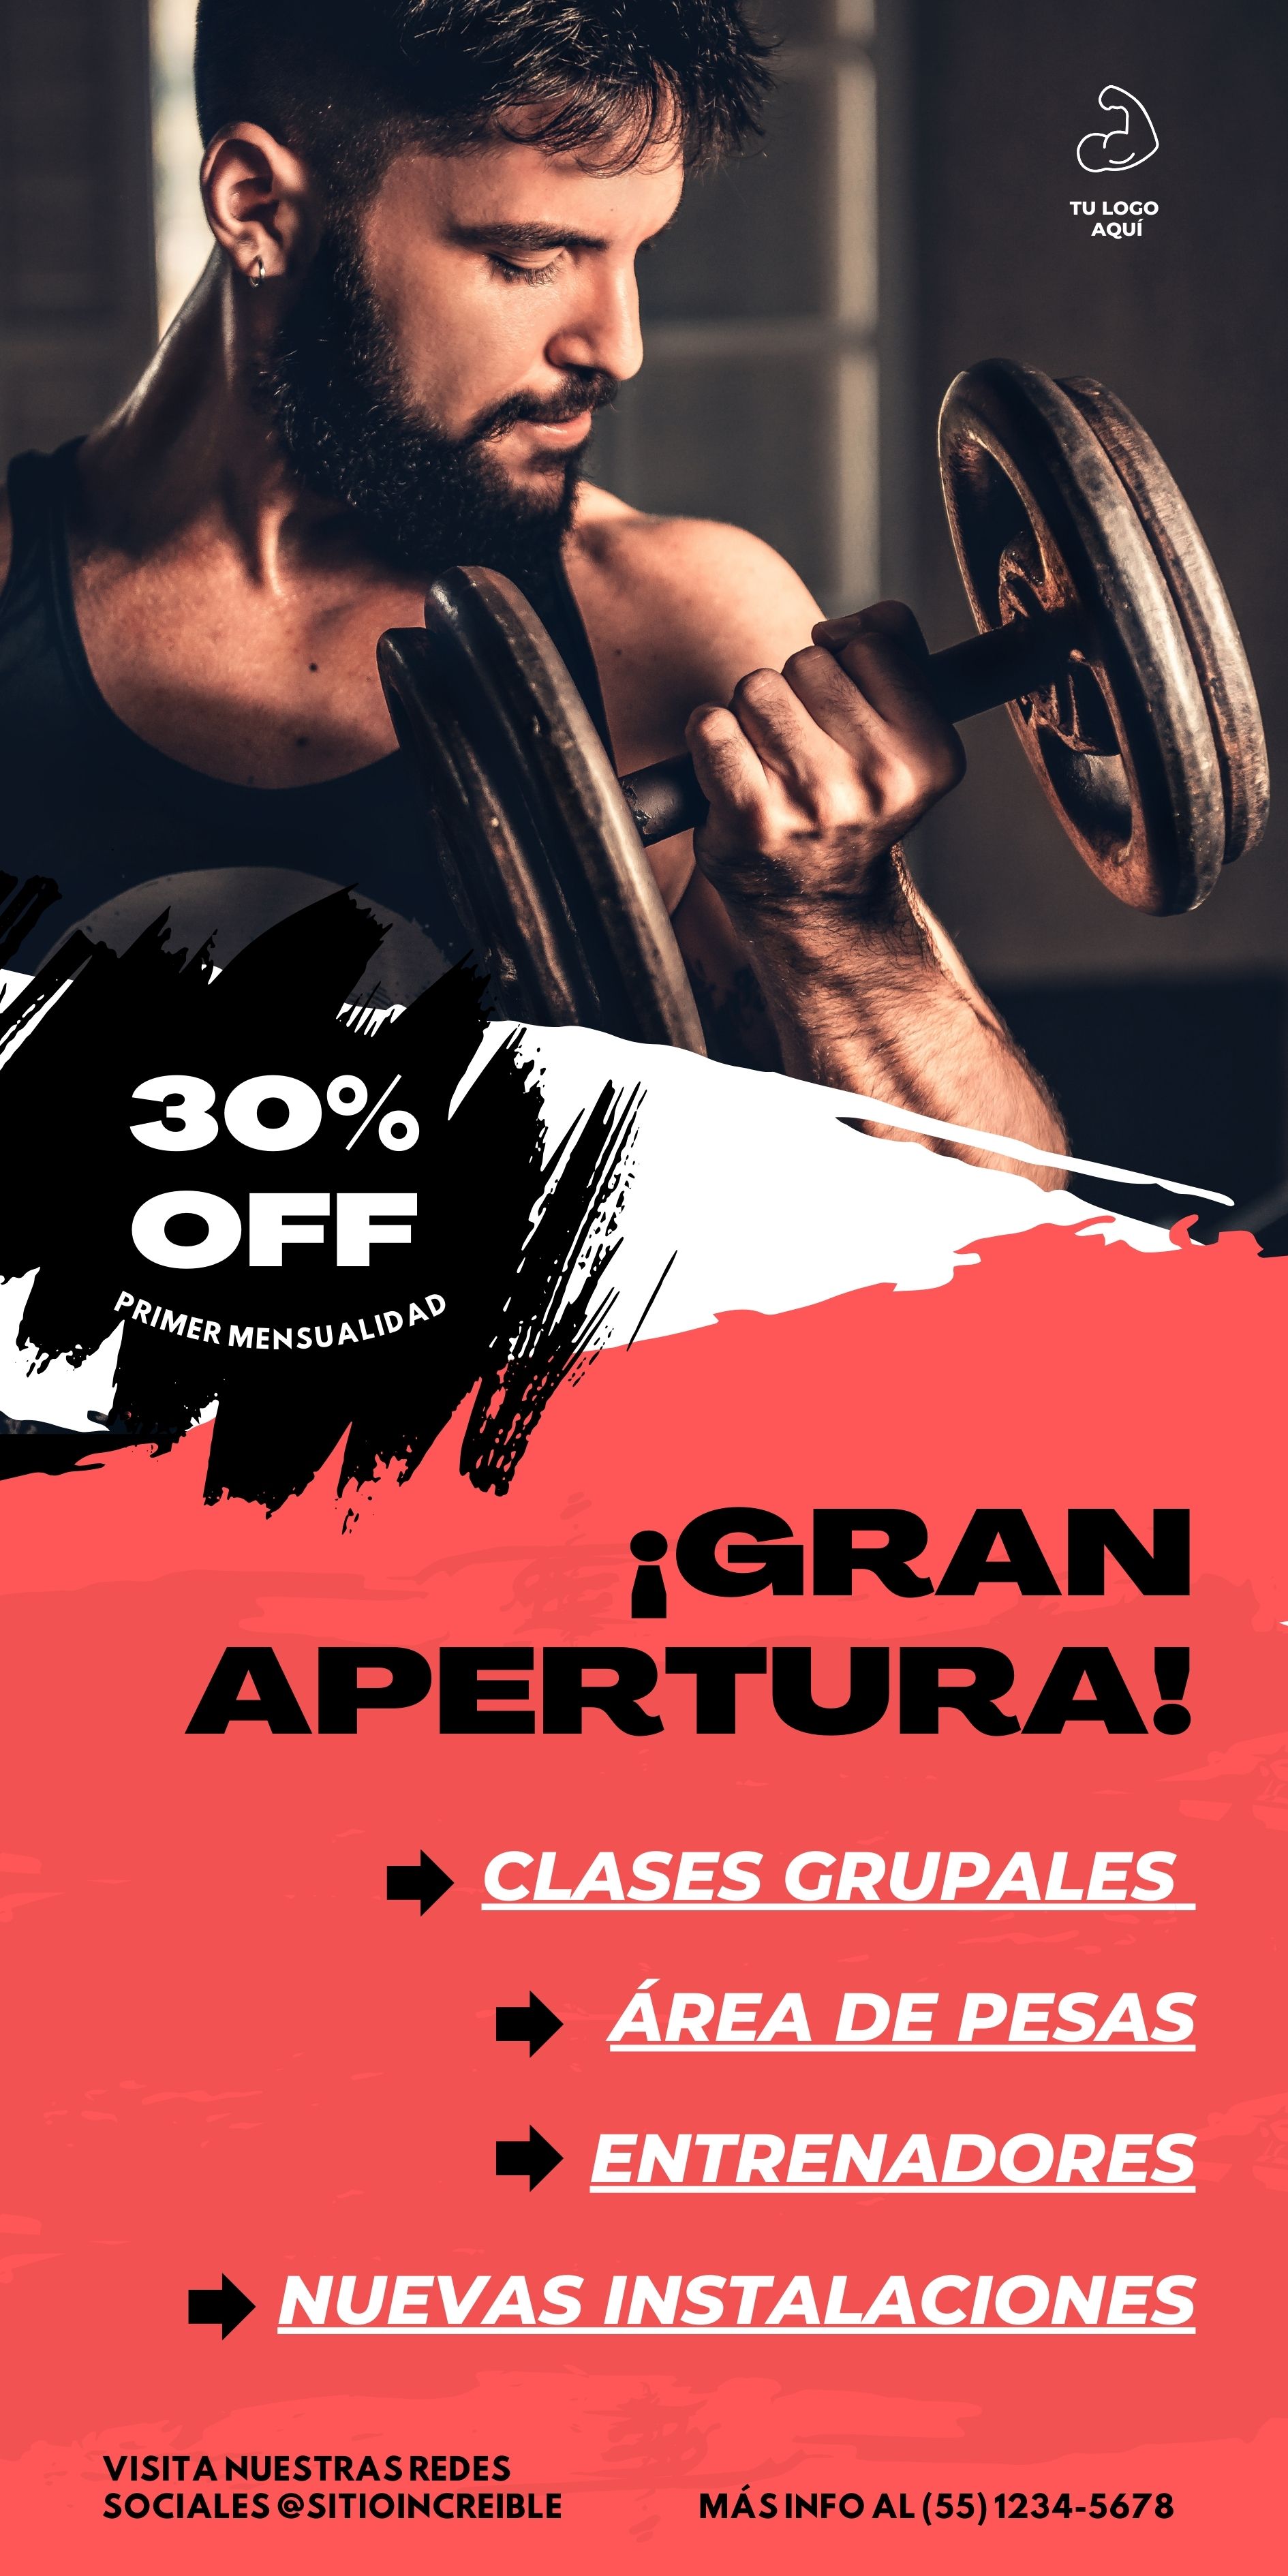 TU LOGO
AQUÍ
30%
OFF
PRIMER MENSUALIDAD
¡GRAN
APERTURA!
CLASES GRUPALES
ÁREA DE PESAS
ENTRENADORES
NUEVAS INSTALACIONES
VISITA NUESTRAS REDES
SOCIALES @SITIOINCREIBLE
MÁS INFO AL (55) 1234-5678